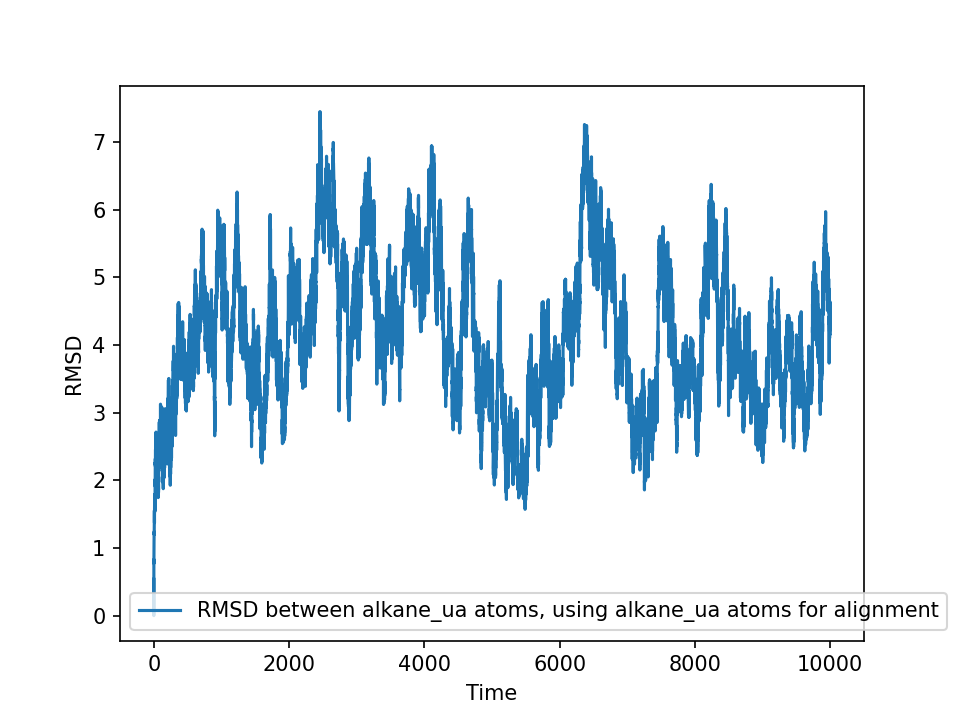 7
6
5
4
3
2
1
0
RMSD
RMSD between alkane_ua atoms, using alkane_ua atoms for alignment
0 2000 4000 6000 8000 10000
Time